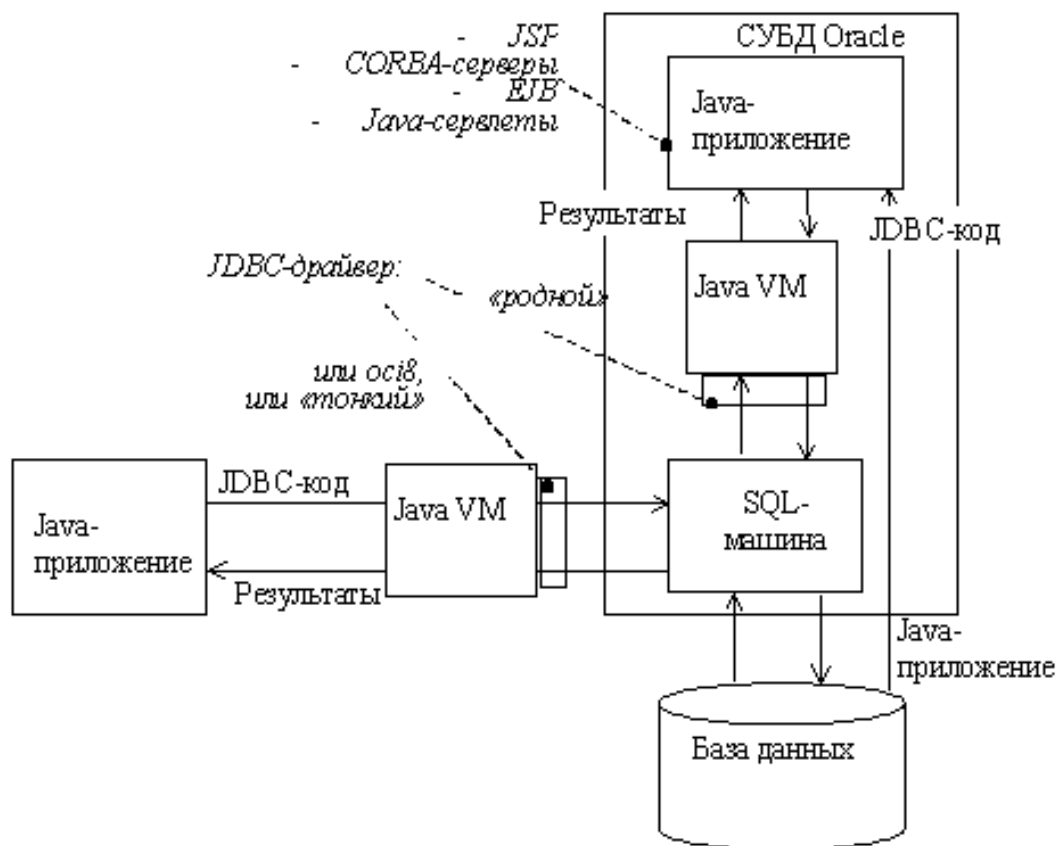 - JSP
- CORBA-серверы
- EJB
- Java-сервлеты
СУБД Oracle
Java-
приложение
Результаты
JDBC-код
JDBC-драйвер:
«родной»
Java VM
или oci8,
или «тонкий»
JDBC-код
Java VM
SQL-
машина
Java-
приложение
Результаты
Java-
приложение
База данных